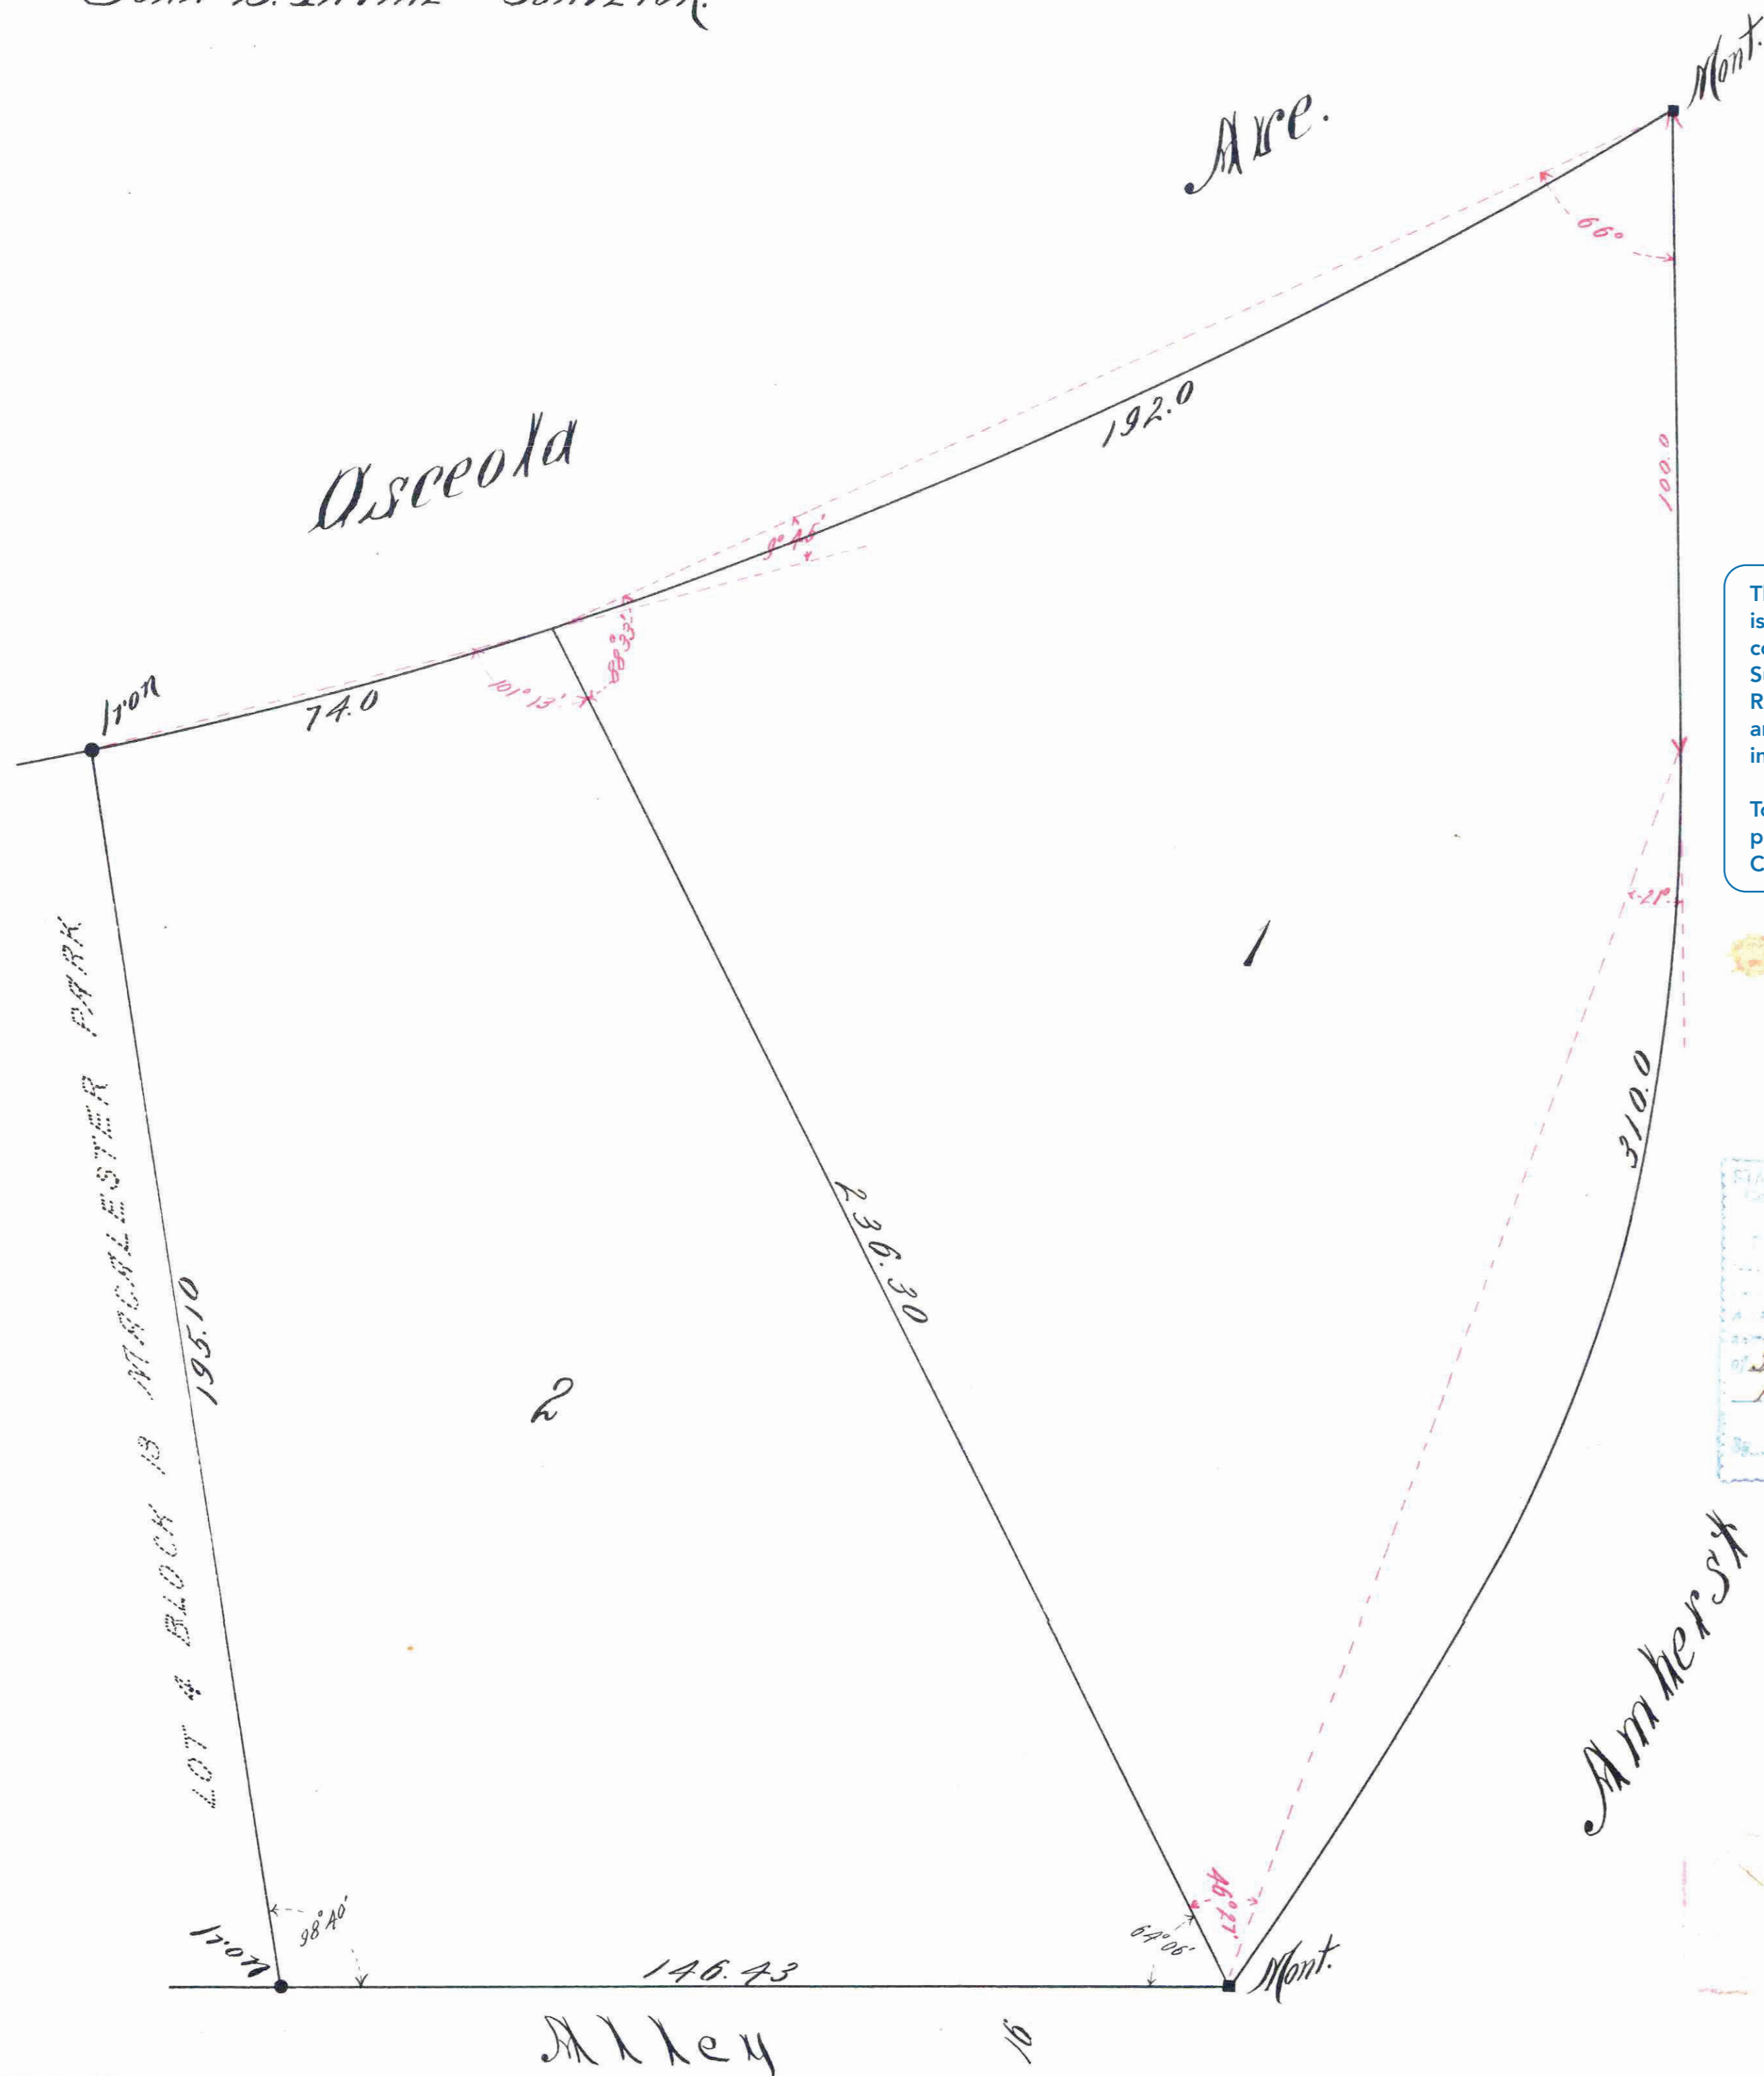 Mont.
Ave.
66°
192.0
100.0
Osceola
9° 45'
88° 33'
101° 13'
Iron
74.0
21°
1
310.0
236.30
LOT 4 BLOCK 13 MACALESTER PARK
195.10
2
Amherst
46° 27'
98° 40'
64° 06'
Iron
146.43
Mont.
Alley
16